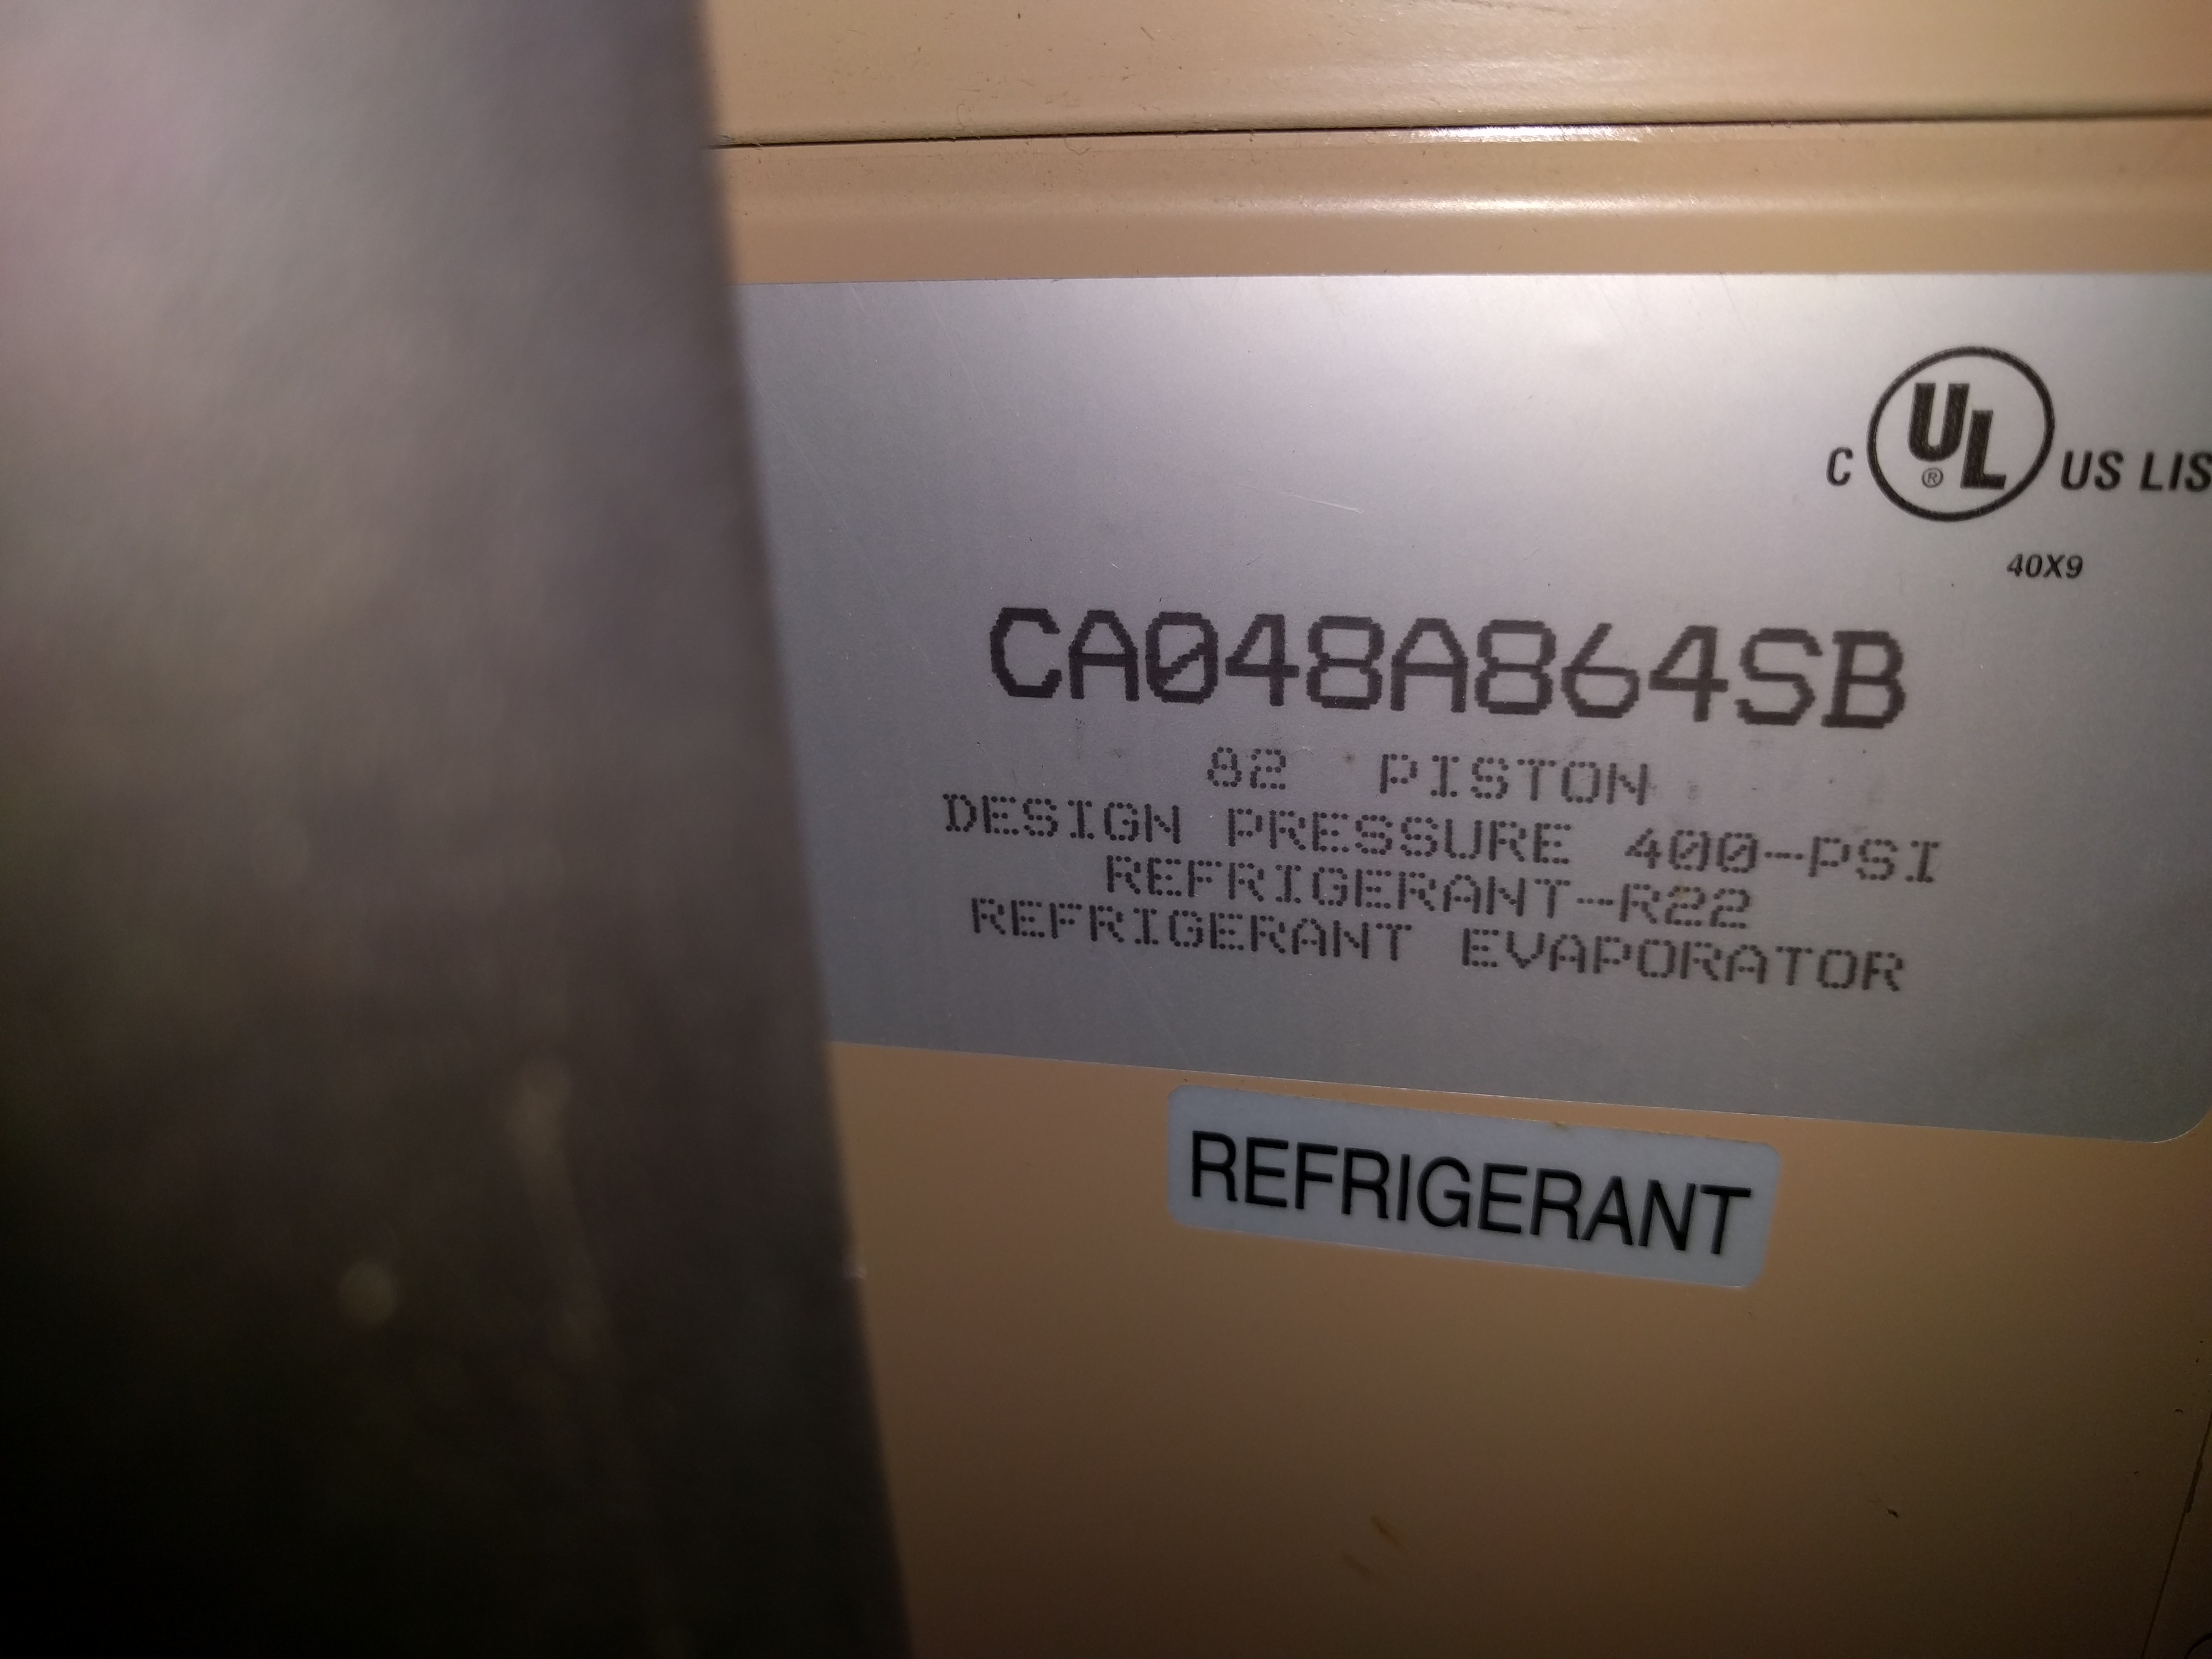 C UL® US LIS
40X9
CA048A864SB
82 PISTON
DESIGN PRESSURE 400-PSI
REFRIGERANT-R22
REFRIGERANT EVAPORATOR
REFRIGERANT